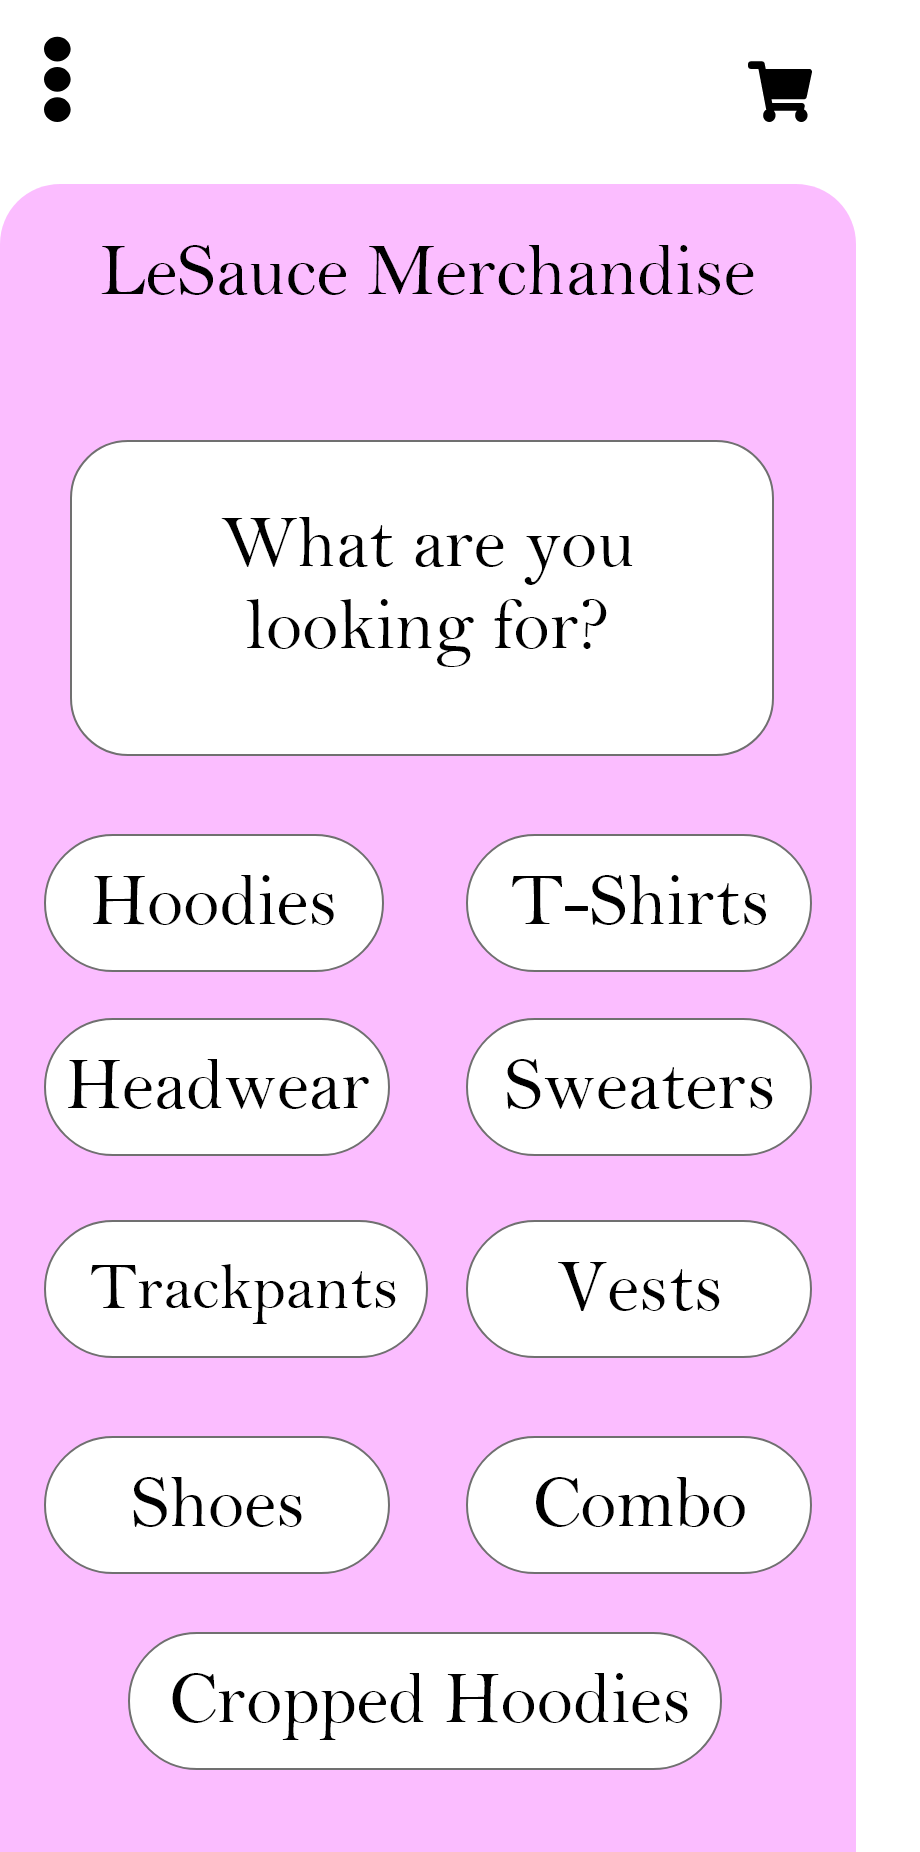 LeSauce Merchandise
What are you
looking for?
Hoodies
T-Shirts
Headwear
Sweaters
Trackpants
Vests
Shoes
Combo
Cropped Hoodies